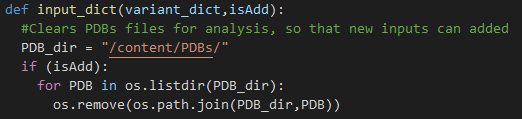 def input_dict(variant_dict,isAdd):
#Clears PDBs files for analysis, so that new inputs can added
PDB_dir = "/content/PDBs/"
if (isAdd):
for PDB in os.listdir(PDB_dir):
os.remove(os.path.join(PDB_dir,PDB))